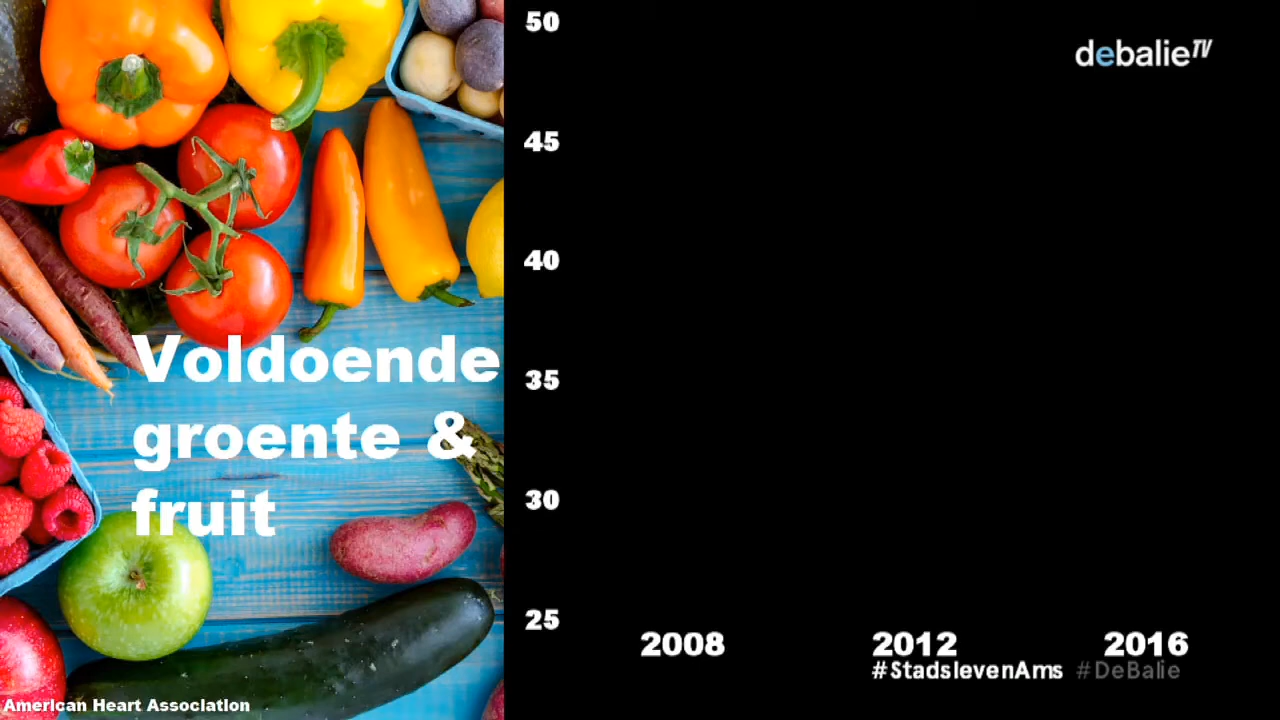 Voldoende
groente &
fruit
American Heart Association
50
45
40
35
30
25
2008
2012
2016
debalieTV
#StadslevenAms #DeBalie